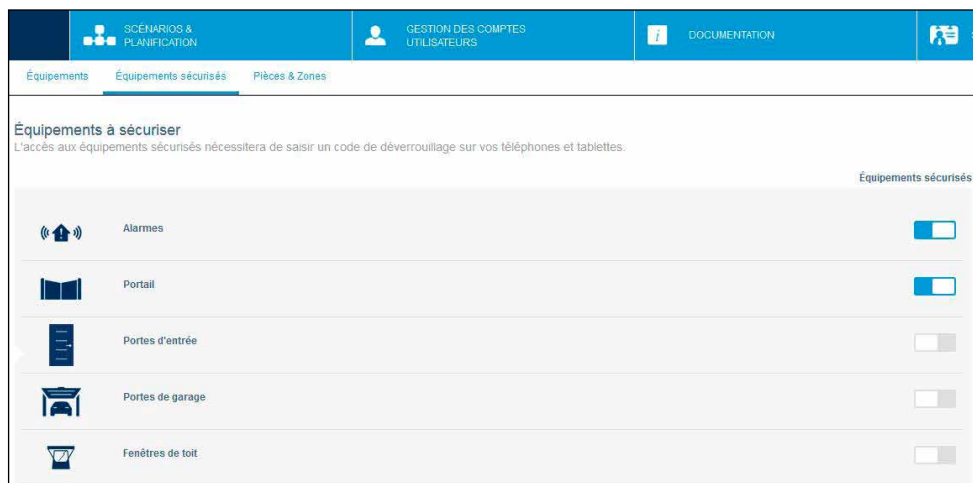 SCÉNARIOS &
PLANIFICATION
GESTION DES COMPTES
UTILISATEURS
i
DOCUMENTATION
Équipements
Équipements sécurisés
Pièces & Zones
Équipements à sécuriser
L'accès aux équipements sécurisés nécessitera de saisir un code de déverrouillage sur vos téléphones et tablettes.
Équipements sécurisés
Alarmes
Portail
Portes d'entrée
Portes de garage
Fenêtres de toit